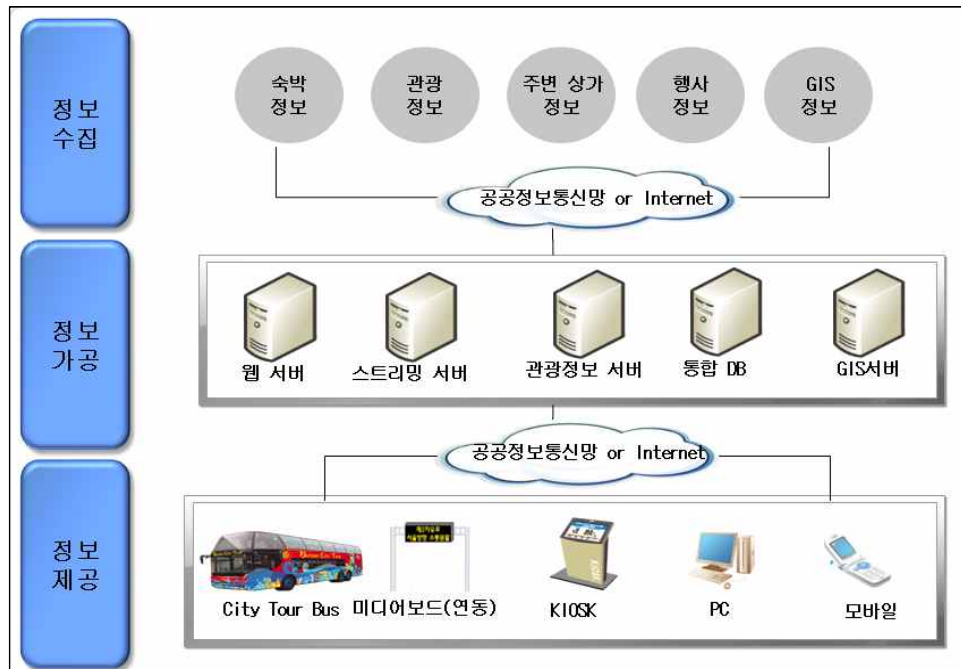 정보
수집
숙박
정보
관광
정보
주변 상가
정보
행사
정보
GIS
정보
공공정보통신망 or Internet
정보
가공
웹 서버
스트리밍 서버
관광정보 서버
통합 DB
GIS서버
공공정보통신망 or Internet
정보
제공
City Tour Bus
미디어보드(연동)
KIOSK
PC
모바일